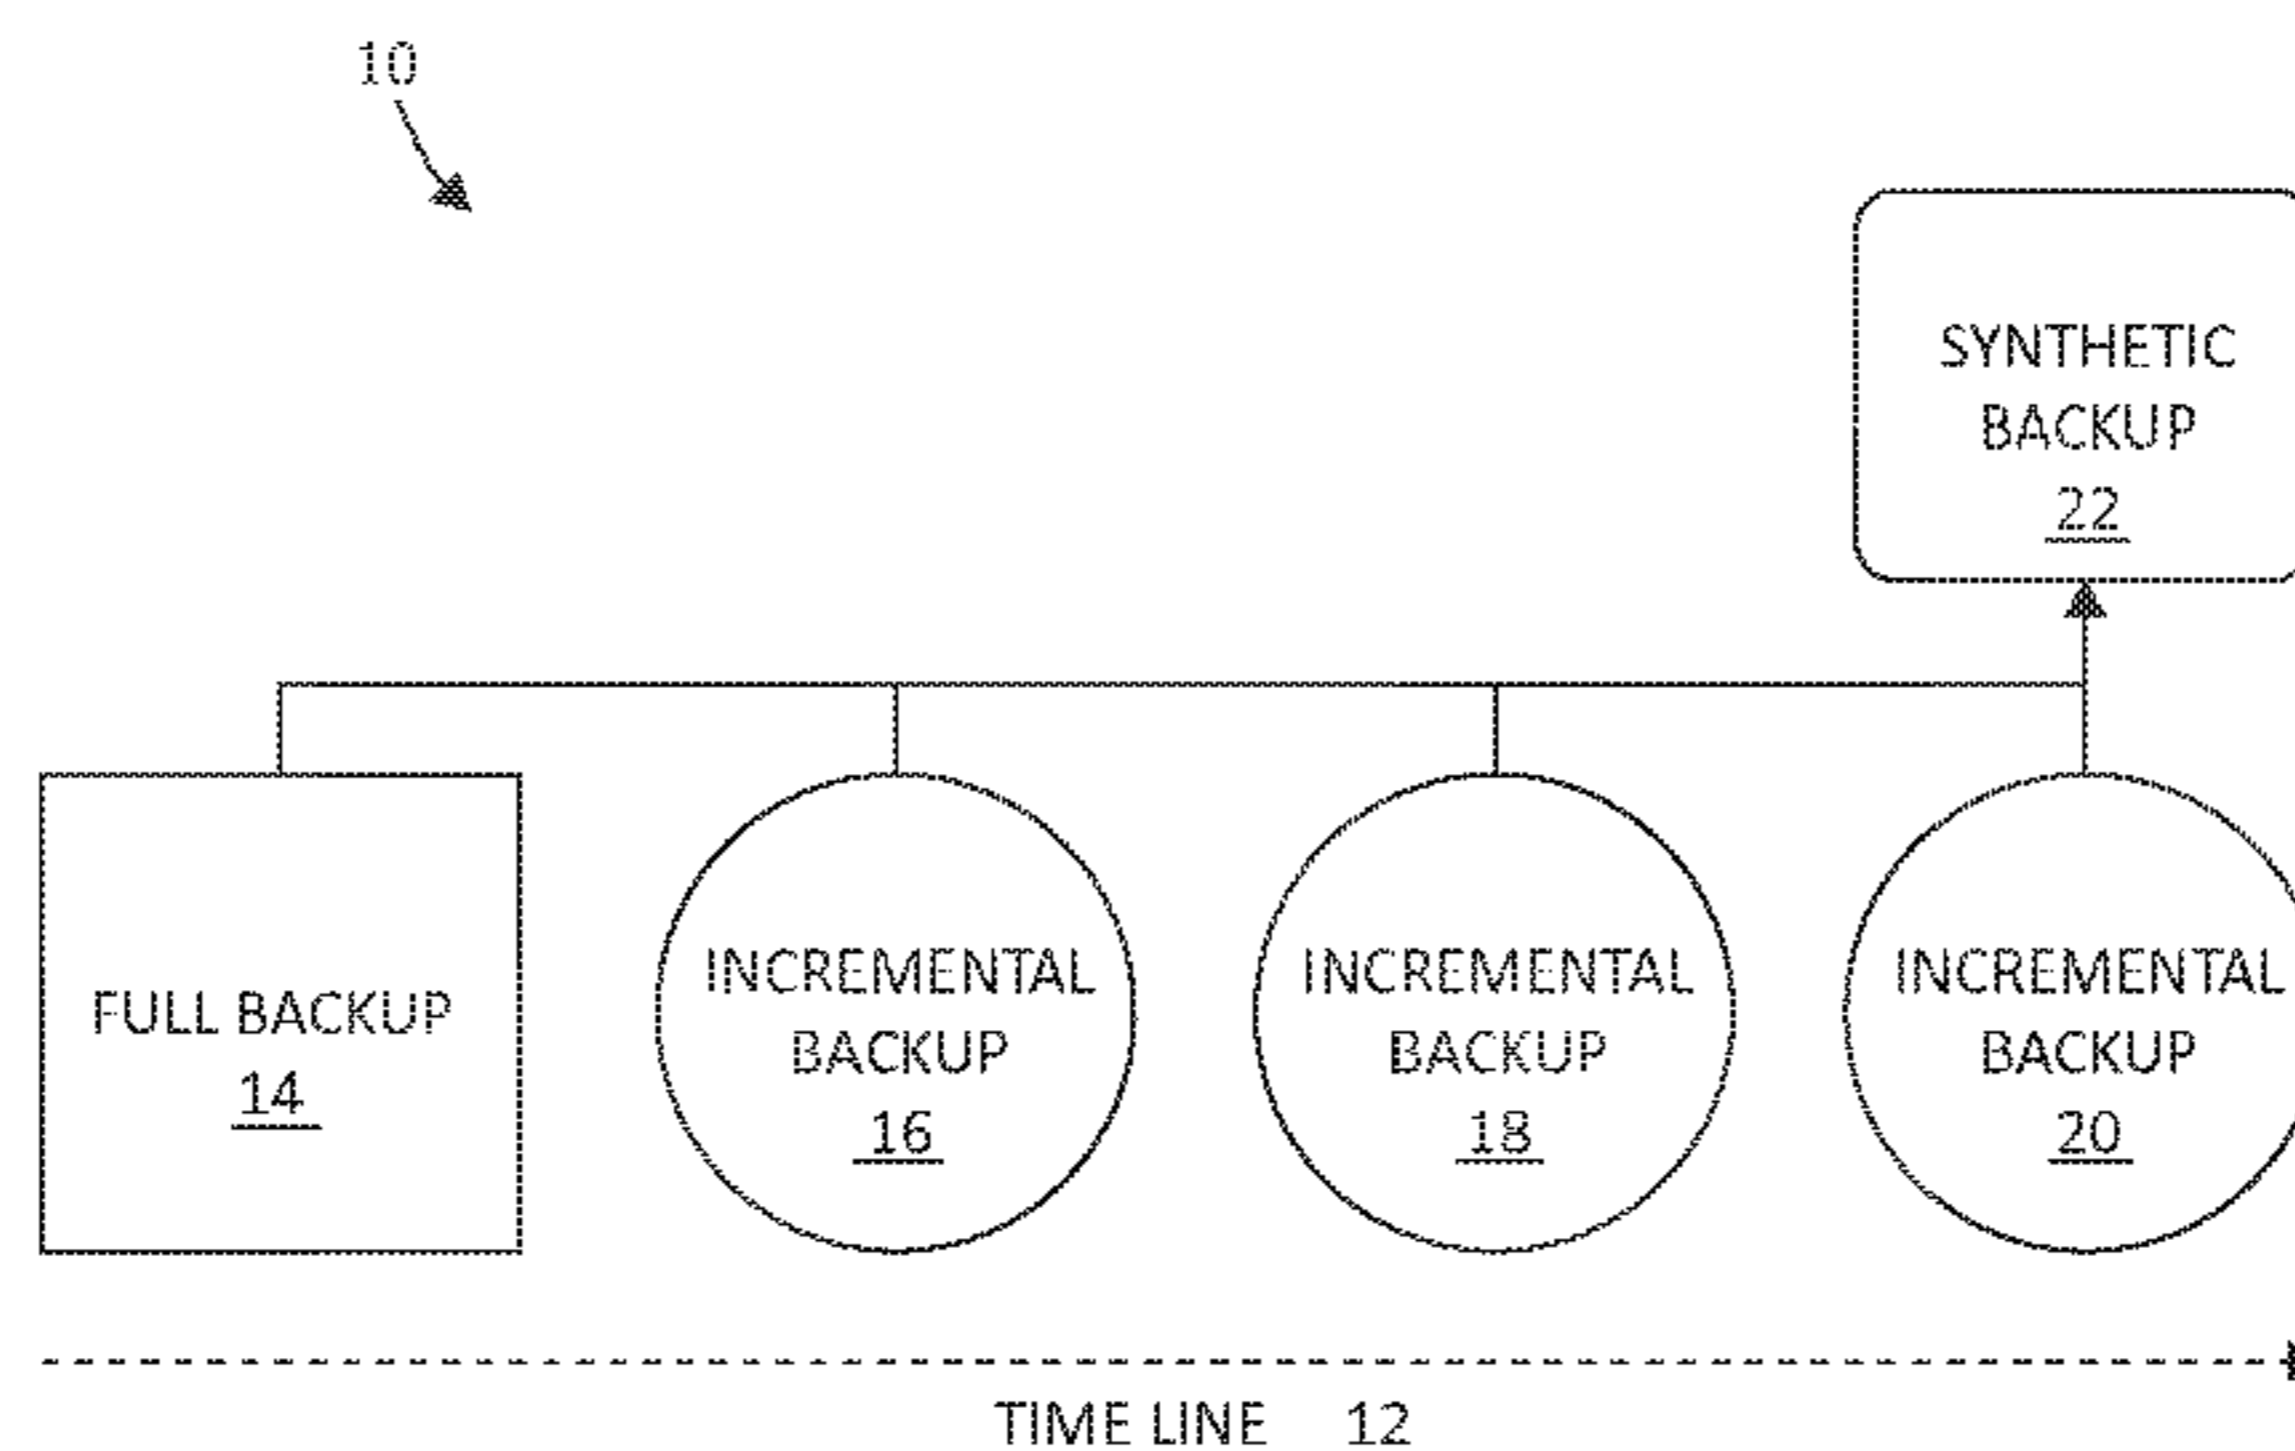 10
SYNTHETIC
BACKUP
22
FULL BACKUP
14
INCREMENTAL
BACKUP
16
INCREMENTAL
BACKUP
18
INCREMENTAL
BACKUP
20
TIME LINE 12